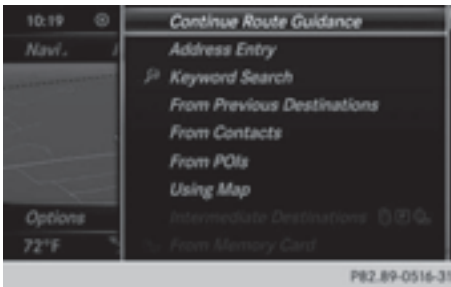 10:19
Continue Route Guidance
Navi.
Address Entry
Keyword Search
From Previous Destinations
From Contacts
From POIs
Using Map
Options
Intermediate Destinations
72°F
From Memory Card
P82.89-0516-31